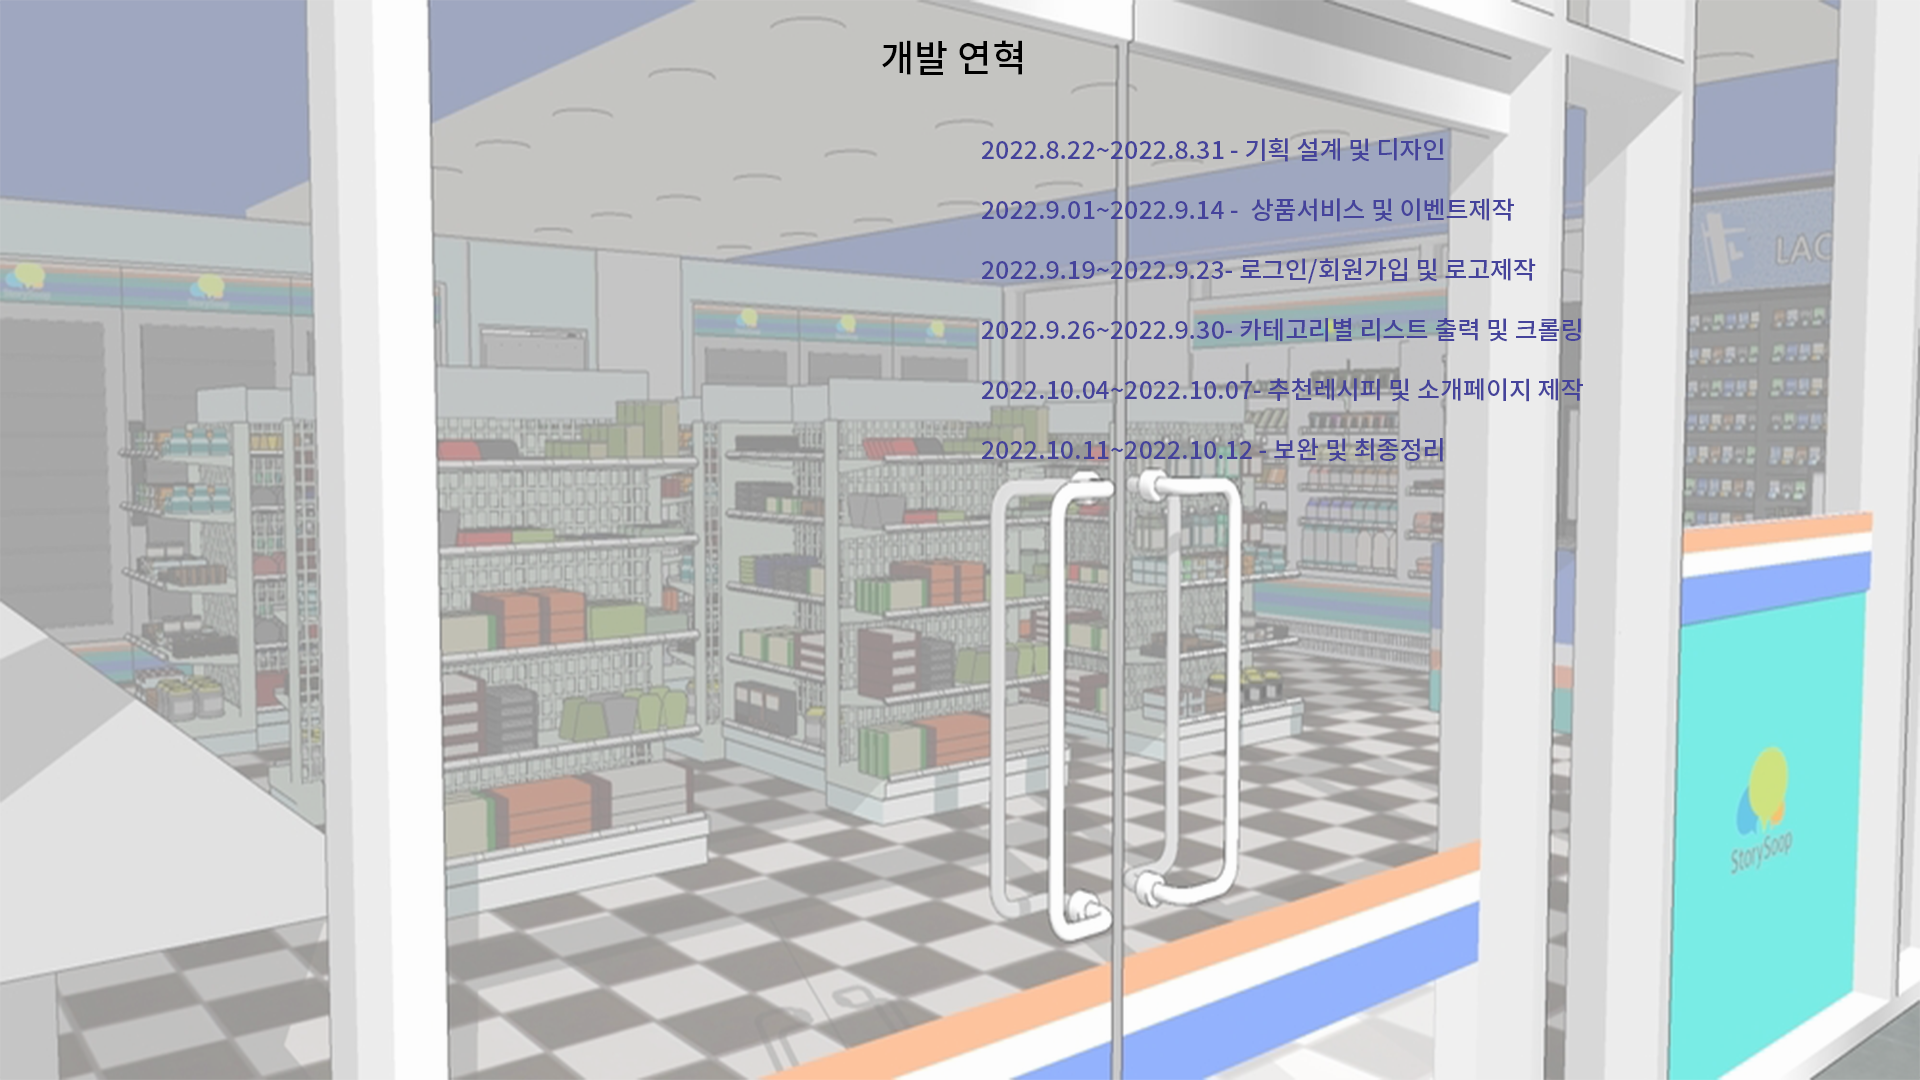 개발 연혁
2022.8.22~2022.8.31 - 기획 설계 및 디자인
2022.9.01~2022.9.14 -  상품서비스 및 이벤트제작
2022.9.19~2022.9.23- 로그인/회원가입 및 로고제작
2022.9.26~2022.9.30- 카테고리별 리스트 출력 및 크롤링
2022.10.04~2022.10.07- 추천레시피 및 소개페이지 제작
2022.10.11~2022.10.12 - 보완 및 최종정리
LAC
StorySoop